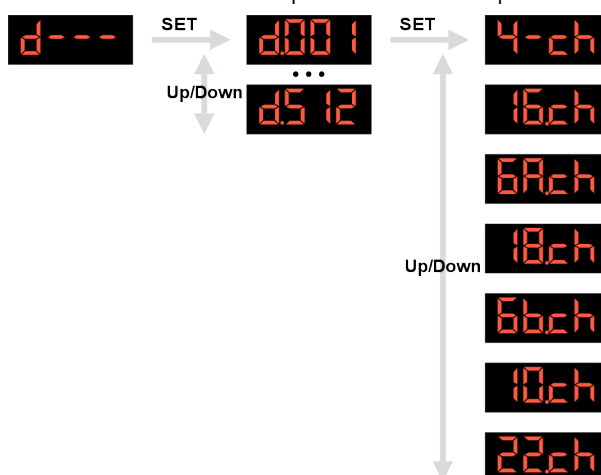 d--- SET d.001 SET 4-ch
...
Up/Down d.512 16.ch
6A.ch
18.ch
Up/Down
6b.ch
10.ch
22.ch